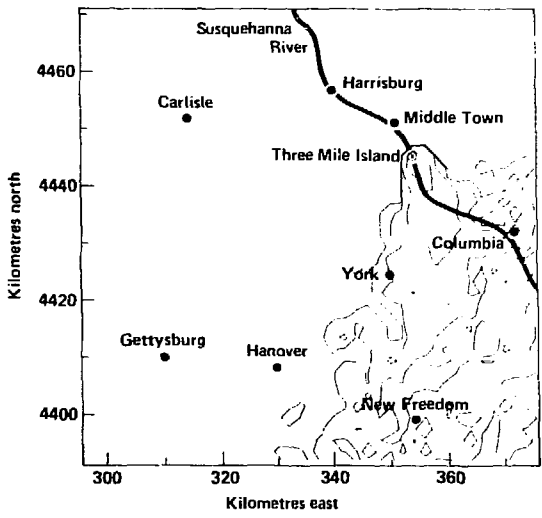 Susquehanna
River
4460
Harrisburg
Carlisle
Middle Town
Three Mile Island
4440
Columbia
York
4420
Gettysburg
Hanover
New Freedom
4400
300 320 340 360
Kilometres north
Kilometres east